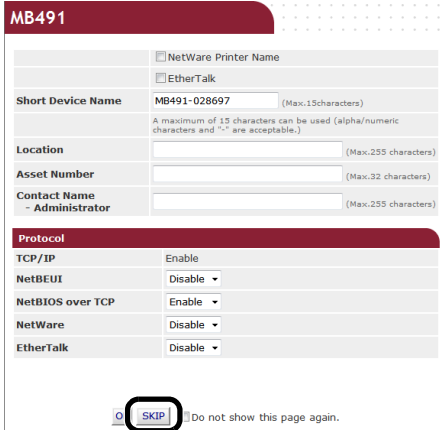 MB491
NetWare Printer Name
EtherTalk
Short Device Name MB491-028697 (Max.15characters)
A maximum of 15 characters can be used (alpha/numeric
characters and "-" are acceptable.)
Location (Max.255 characters)
Asset Number (Max.32 characters)
Contact Name
- Administrator (Max.255 characters)
Protocol
TCP/IP Enable
NetBEUI Disable
NetBIOS over TCP Enable
NetWare Disable
EtherTalk Disable
SKIP Do not show this page again.